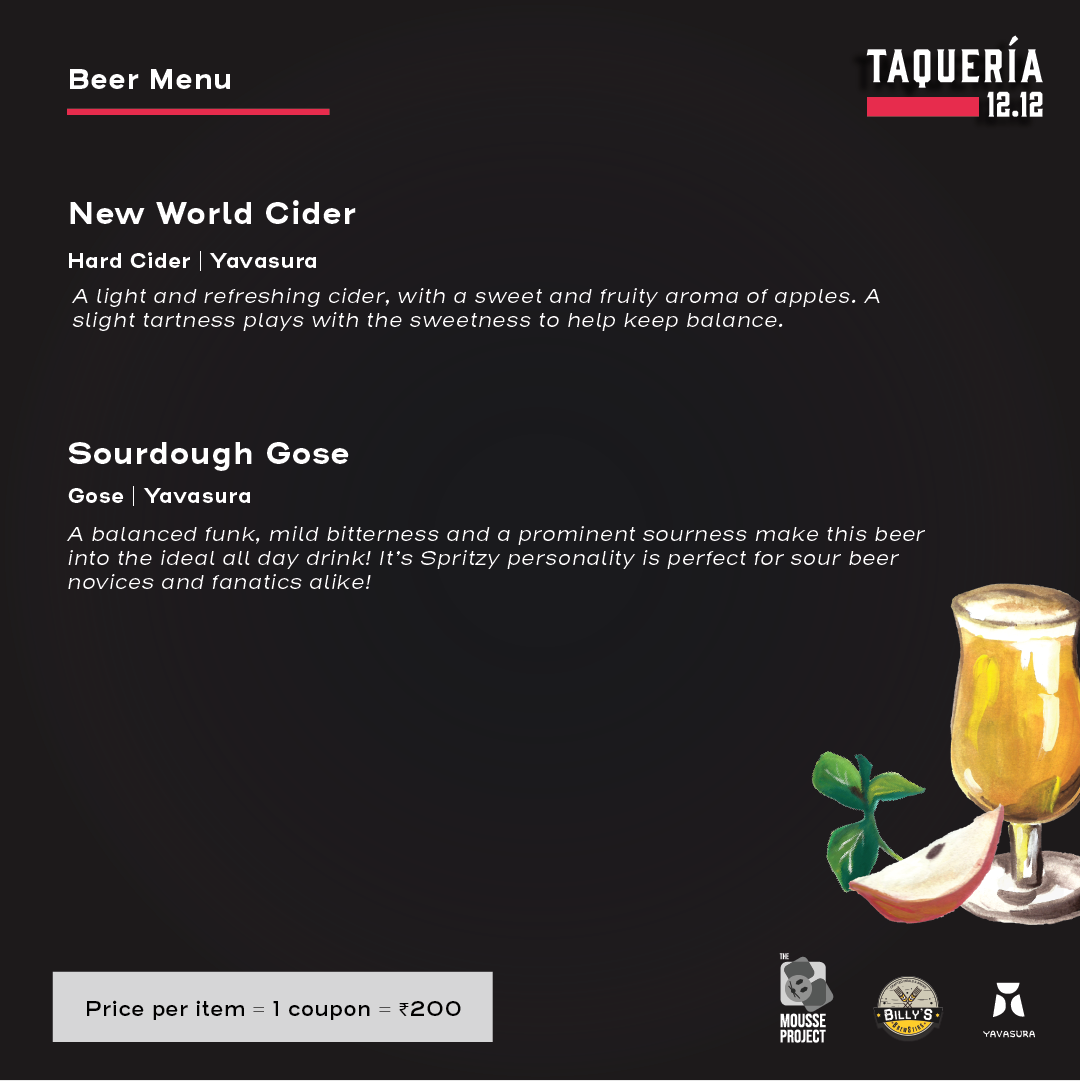 Beer Menu
TAQUERÍA
12.12
New World Cider
Hard Cider | Yavasura
A light and refreshing cider, with a sweet and fruity aroma of apples. A
slight tartness plays with the sweetness to help keep balance.
Sourdough Gose
Gose | Yavasura
A balanced funk, mild bitterness and a prominent sourness make this beer
into the ideal all day drink! It’s Spritzy personality is perfect for sour beer
novices and fanatics alike!
Price per item = 1 coupon = ₹200
THE
MOUSSE
PROJECT
BILLY'S
YAVASURA